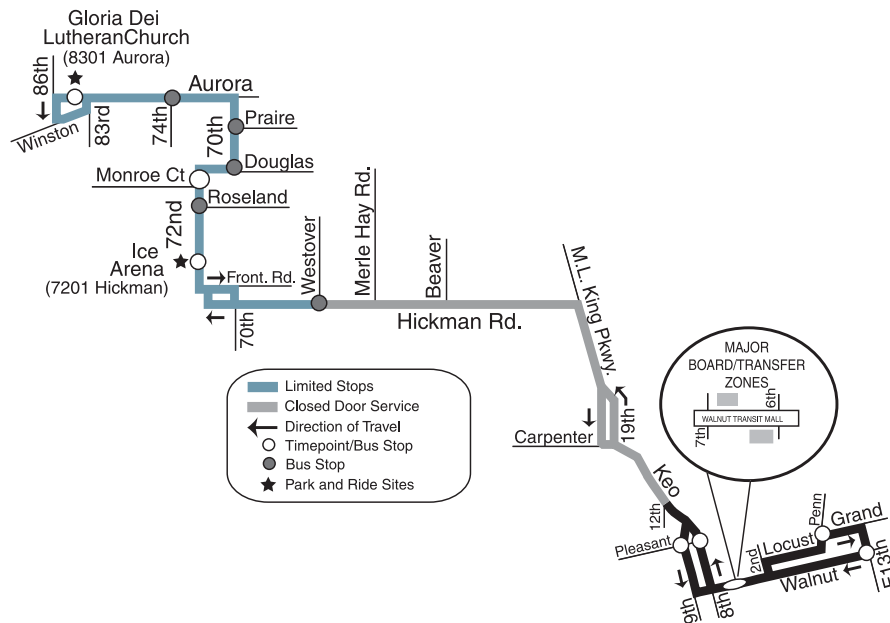 Gloria Dei
LutheranChurch
(8301 Aurora)
86th
Aurora
Winston
83rd
74th
70th
Praire
Douglas
Monroe Ct
Roseland
72nd
Ice
Arena
(7201 Hickman)
Front. Rd.
70th
Westover
Merle Hay Rd.
Beaver
Hickman Rd.
M.L. King Pkwy.
Limited Stops
Closed Door Service
Direction of Travel
Timepoint/Bus Stop
Bus Stop
Park and Ride Sites
Carpenter
19th
MAJOR
BOARD/TRANSFER
ZONES
6th
WALNUT TRANSIT MALL
7th
Keo
12th
Pleasant
9th
8th
2nd
Locust
Penn
Grand
Walnut
E.13th